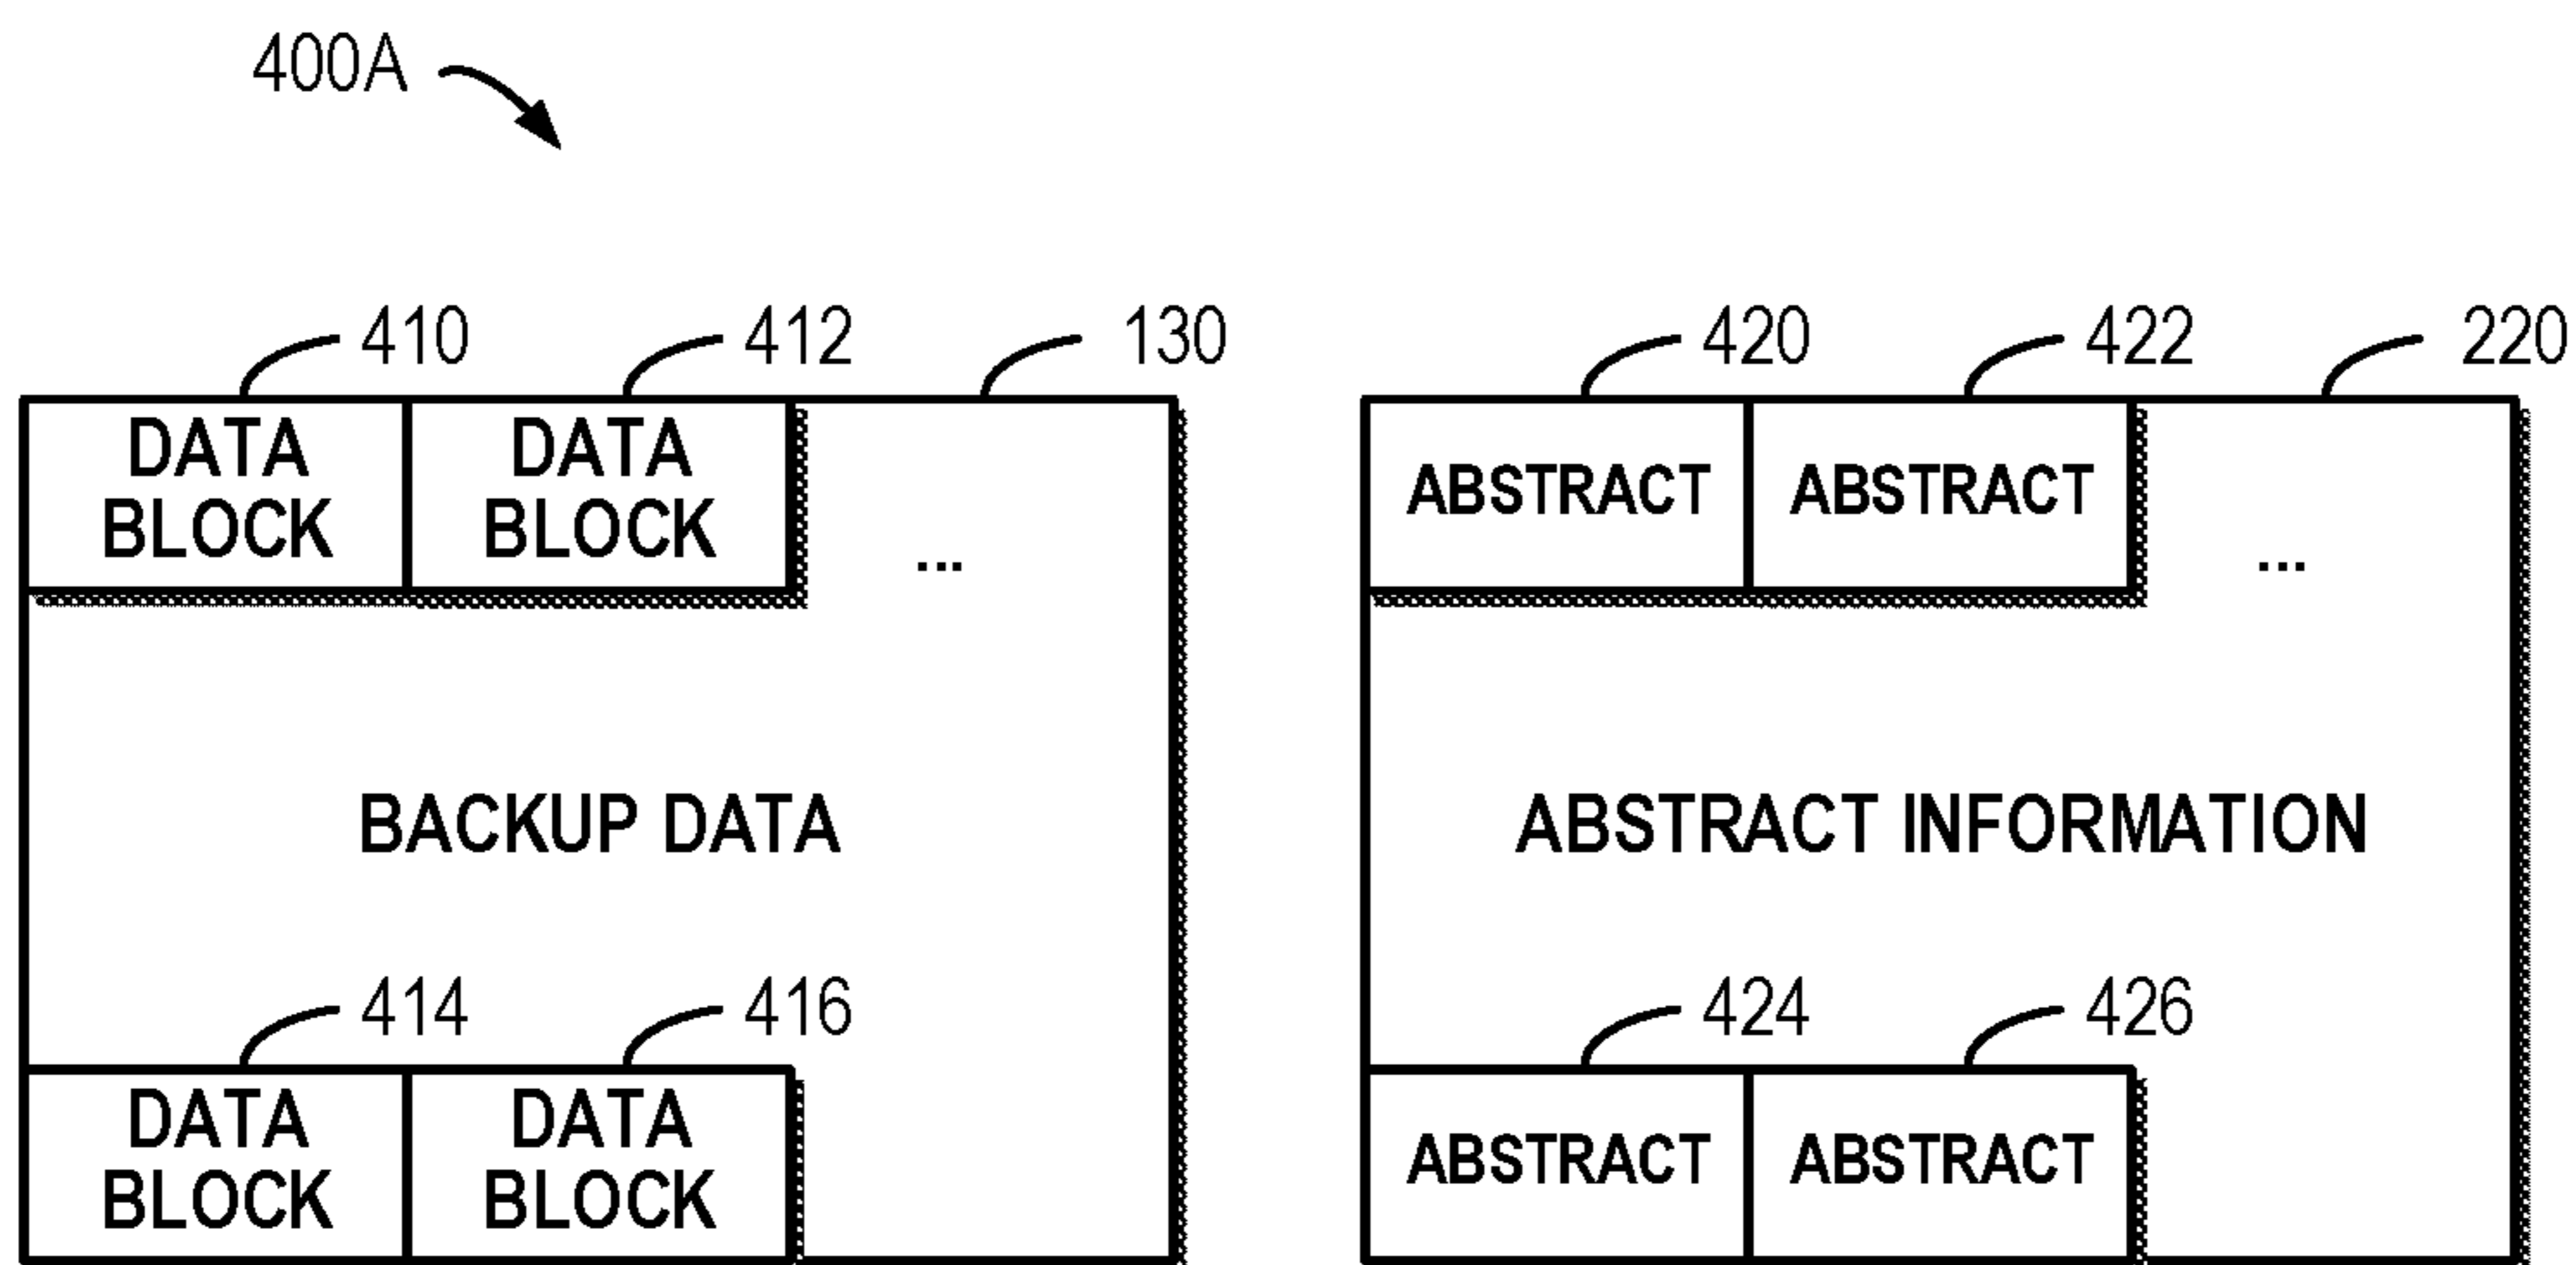 400A
410
412
130
420
422
220
DATA
BLOCK
DATA
BLOCK
...
ABSTRACT
ABSTRACT
...
BACKUP DATA
ABSTRACT INFORMATION
414
416
424
426
DATA
BLOCK
DATA
BLOCK
ABSTRACT
ABSTRACT